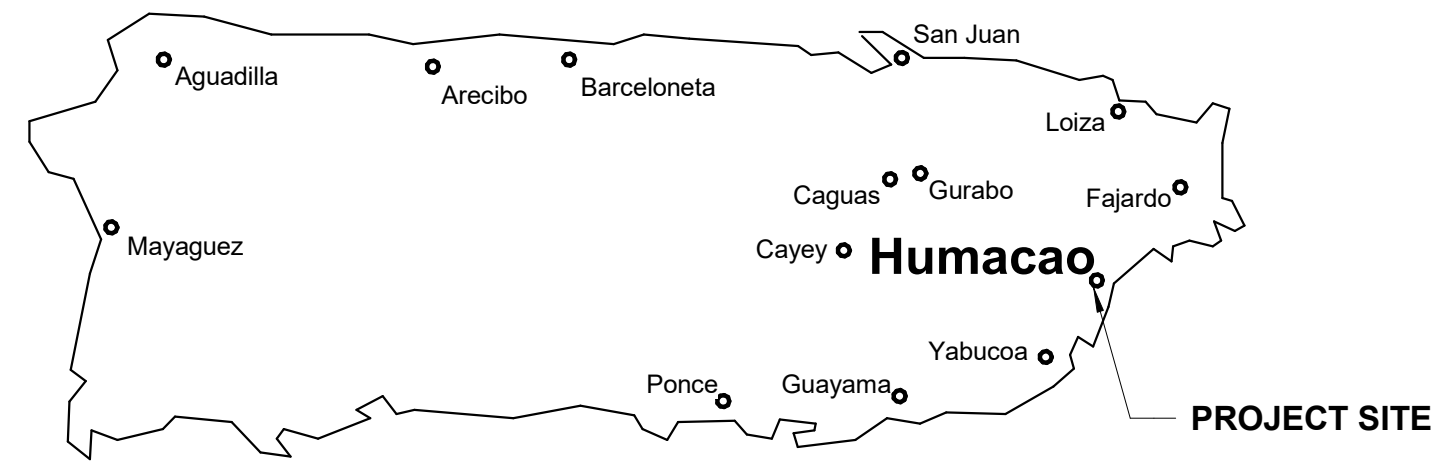 San Juan
Aguadilla
Arecibo
Barceloneta
Loiza
Caguas
Gurabo
Fajardo
Mayaguez
Cayey
Humacao
Yabucoa
Ponce
Guayama
PROJECT SITE